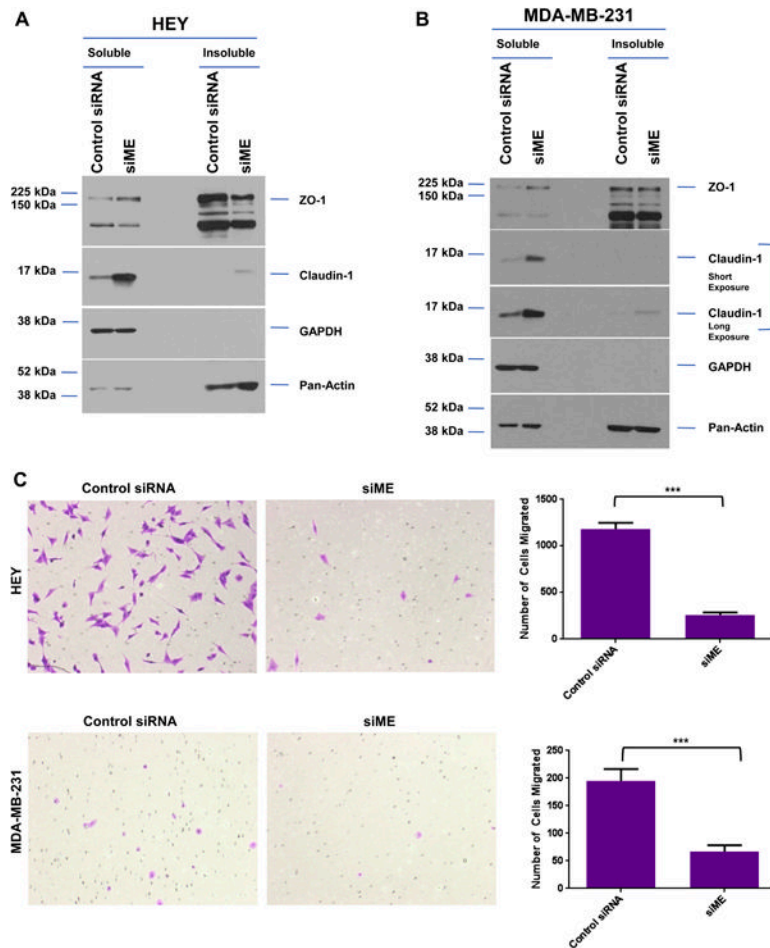 A
HEY
Soluble
Insoluble
Control siRNA
siME
Control siRNA
siME
225 kDa
150 kDa
ZO-1
17 kDa
Claudin-1
38 kDa
GAPDH
52 kDa
38 kDa
Pan-Actin
B
MDA-MB-231
Soluble
Insoluble
Control siRNA
siME
Control siRNA
siME
225 kDa
150 kDa
ZO-1
17 kDa
Claudin-1
Short
Exposure
17 kDa
Claudin-1
Long
Exposure
38 kDa
GAPDH
52 kDa
38 kDa
Pan-Actin
C
Control siRNA
siME
HEY
Number of Cells Migrated
1500
1000
500
0
***
Control siRNA
siME
Control siRNA
siME
MDA-MB-231
Number of Cells Migrated
250
200
150
100
50
0
***
Control siRNA
siME